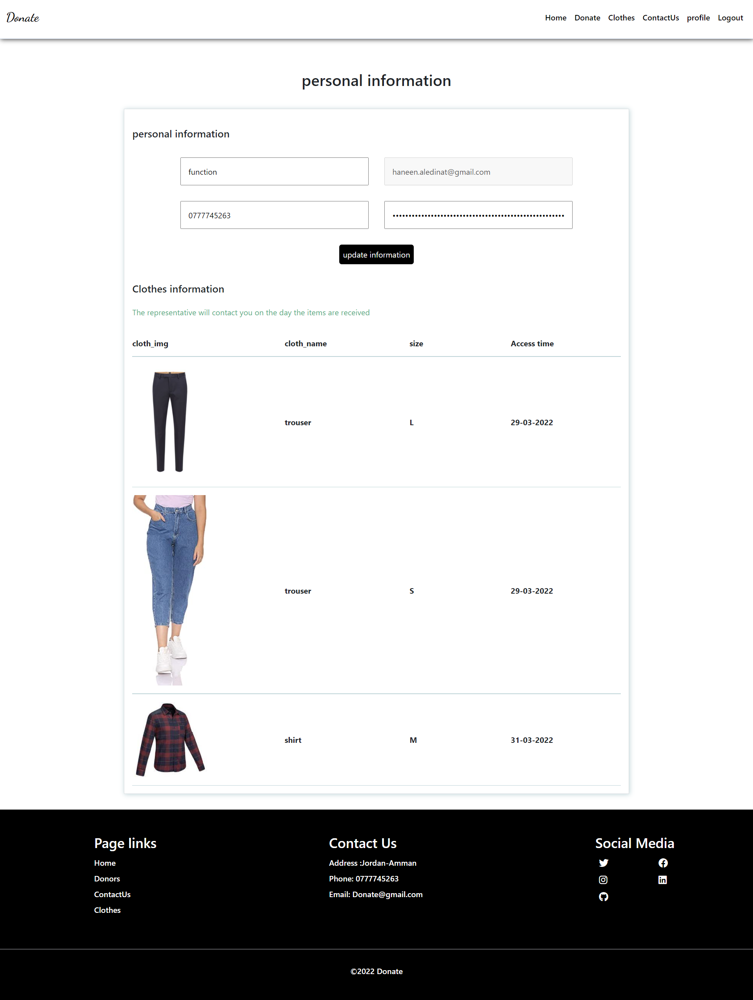 Donate
Home Donate Clothes ContactUs profile Logout
personal information
personal information
function
haneen.aledinat@gmail.com
0777745263
update information
Clothes information
The representative will contact you on the day the items are received
cloth_img cloth_name size Access time
trouser L 29-03-2022
trouser S 29-03-2022
shirt M 31-03-2022
Page links
Home
Donors
ContactUs
Clothes
Contact Us
Address :Jordan-Amman
Phone: 0777745263
Email: Donate@gmail.com
Social Media
©2022 Donate